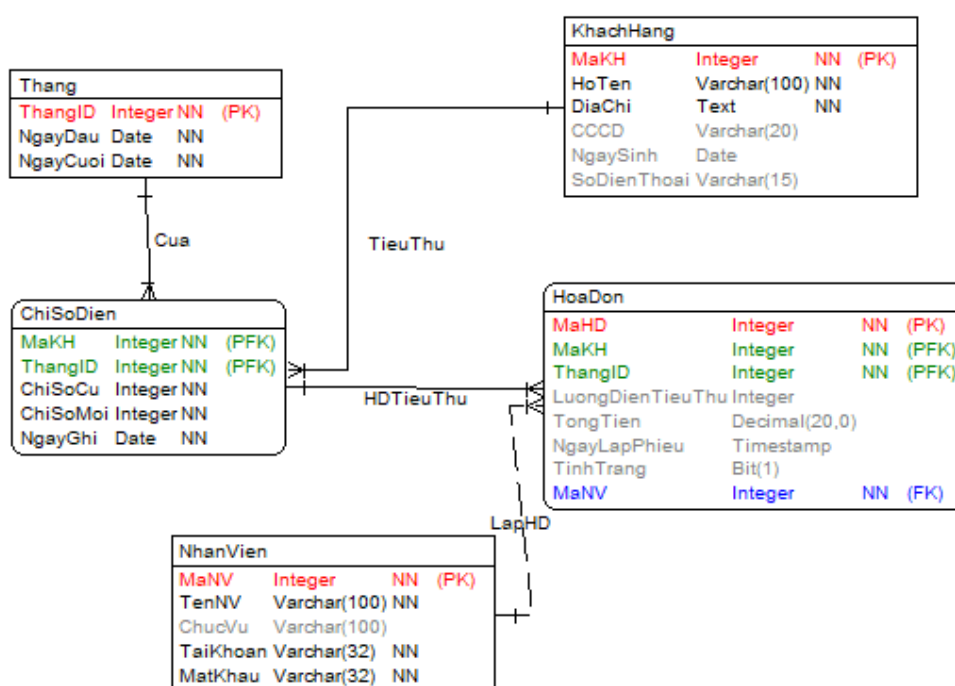 KhachHang
MaKH Integer NN (PK)
HoTen Varchar(100) NN
DiaChi Text NN
CCCD Varchar(20)
NgaySinh Date
SoDienThoai Varchar(15)
Thang
ThangID Integer NN (PK)
NgayDau Date NN
NgayCuoi Date NN
Cua
TieuThu
ChiSoDien
MaKH Integer NN (PFK)
ThangID Integer NN (PFK)
ChiSoCu Integer NN
ChiSoMoi Integer NN
NgayGhi Date NN
HDTieuThu
HoaDon
MaHD Integer NN (PK)
MaKH Integer NN (PFK)
ThangID Integer NN (PFK)
LuongDienTieuThu Integer
TongTien Decimal(20,0)
NgayLapPhieu Timestamp
TinhTrang Bit(1)
MaNV Integer NN (FK)
LapHD
NhanVien
MaNV Integer NN (PK)
TenNV Varchar(100) NN
ChucVu Varchar(100)
TaiKhoan Varchar(32) NN
MatKhau Varchar(32) NN